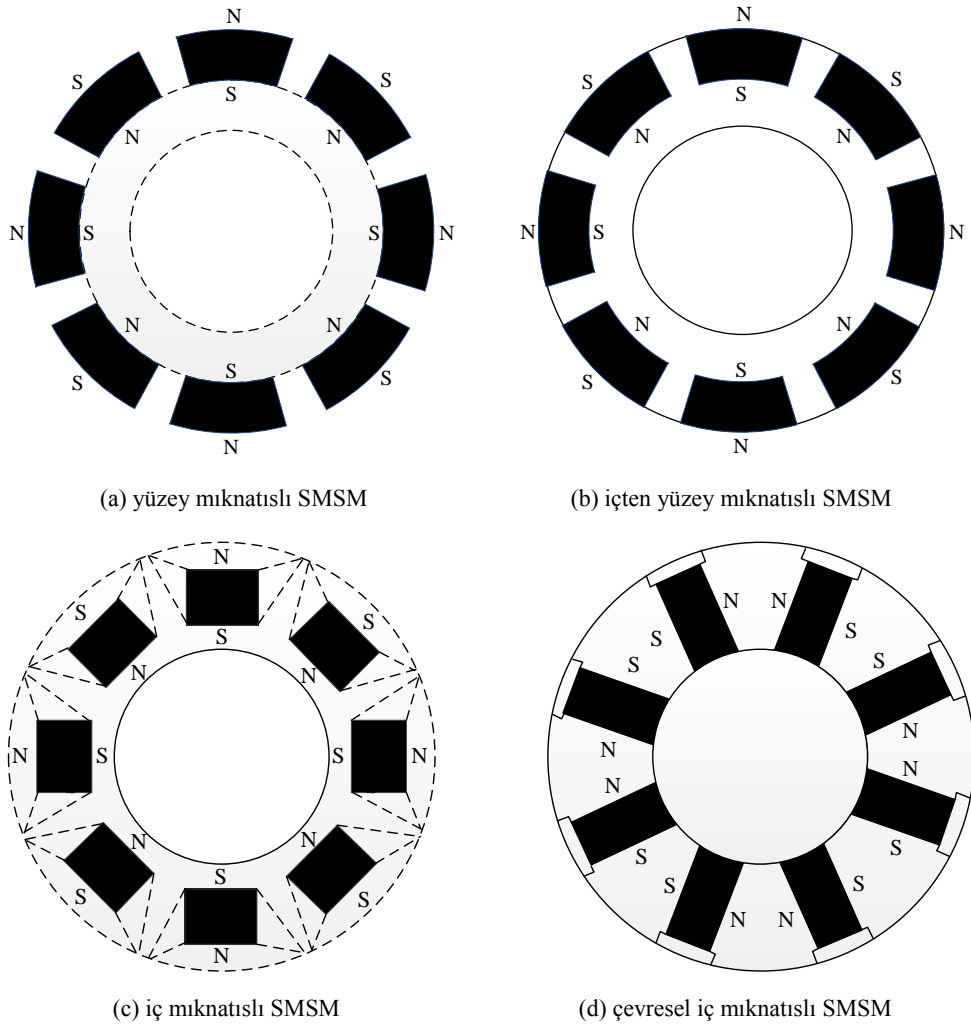 N
S S
S
N N
N S S N
N N
S
S S
N
(a) yüzey mıknatıslı SMSM
N
S S
S
N N
N S N
N N
S
S S
N
(b) içten yüzey mıknatıslı SMSM
N
S S
S
N N
N S S N
N N
S
S S
N
(c) iç mıknatıslı SMSM
N N
S S
S S
N
N
N
N
S S
S S
N N
(d) çevresel iç mıknatıslı SMSM